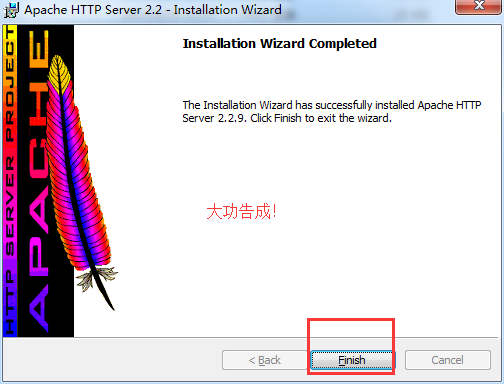 Apache HTTP Server 2.2 - Installation Wizard
HTTP SERVER PROJECT
APACHE
Installation Wizard Completed
The Installation Wizard has successfully installed Apache HTTP
Server 2.2.9. Click Finish to exit the wizard.
大功告成!
< Back
Finish
Cancel